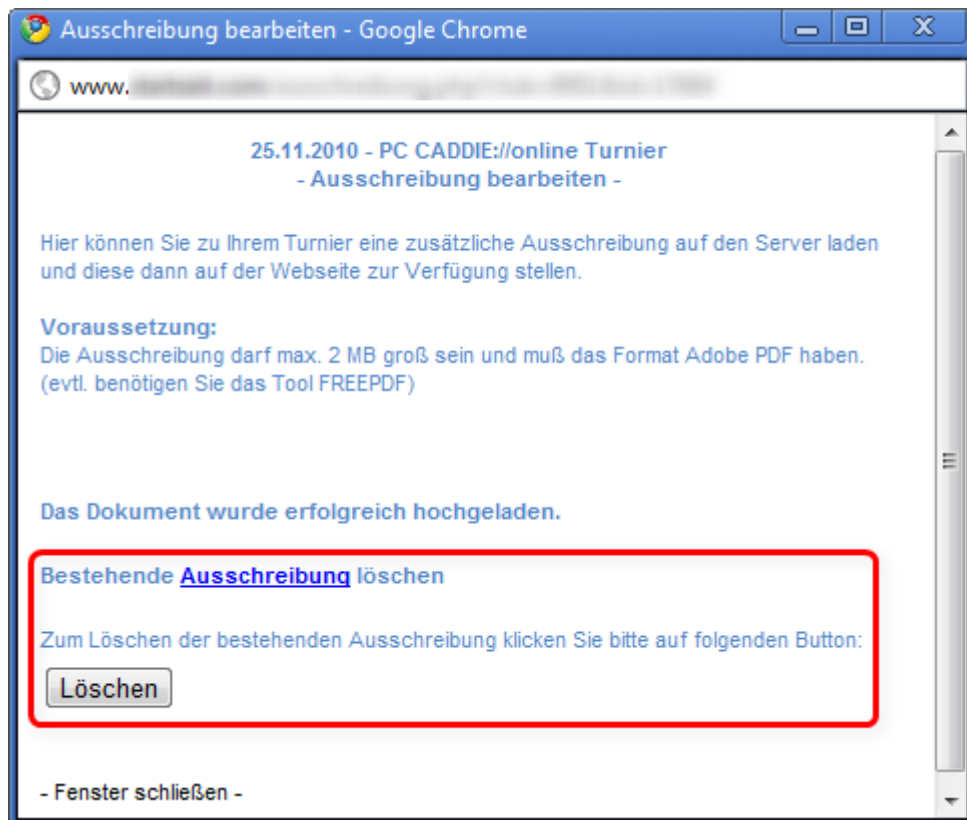 Ausschreibung bearbeiten - Google Chrome
www.
25.11.2010 - PC CADDIE://online Turnier
- Ausschreibung bearbeiten -
Hier können Sie zu Ihrem Turnier eine zusätzliche Ausschreibung auf den Server laden
und diese dann auf der Webseite zur Verfügung stellen.
Voraussetzung:
Die Ausschreibung darf max. 2 MB groß sein und muß das Format Adobe PDF haben.
(evtl. benötigen Sie das Tool FREEPDF)
Das Dokument wurde erfolgreich hochgeladen.
Bestehende Ausschreibung löschen
Zum Löschen der bestehenden Ausschreibung klicken Sie bitte auf folgenden Button:
Löschen
- Fenster schließen -